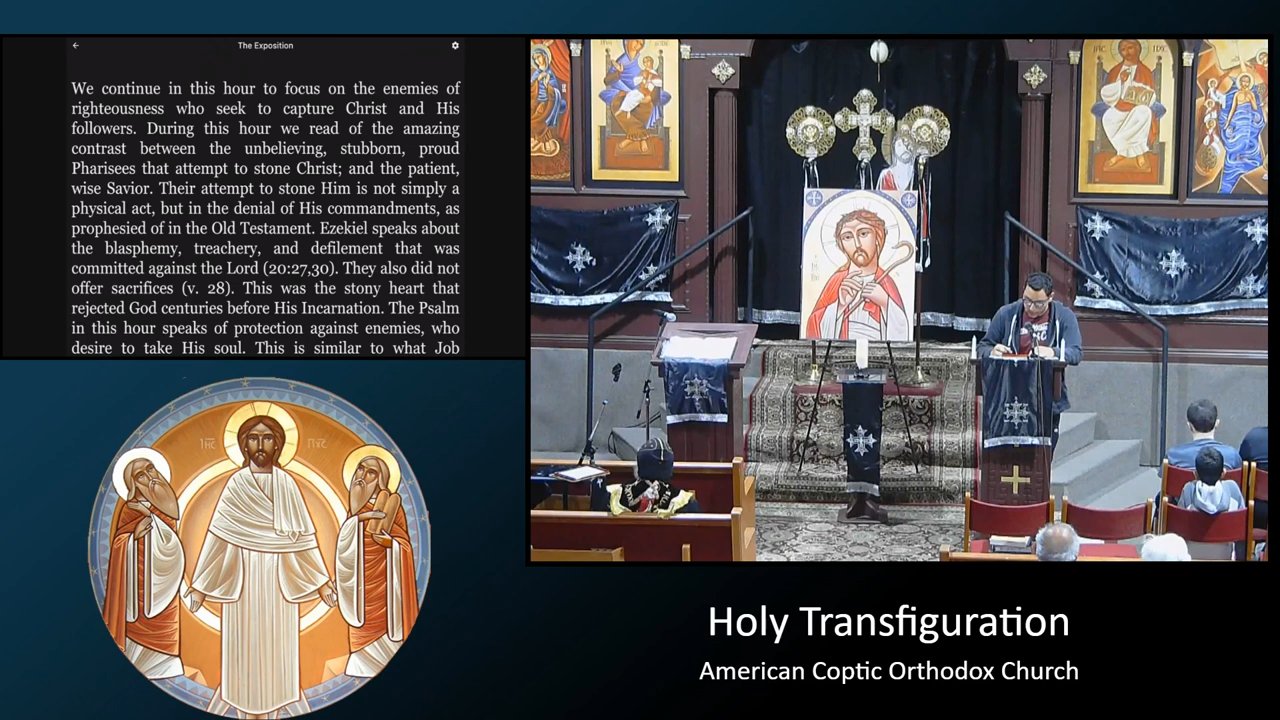 The Exposition
We continue in this hour to focus on the enemies of
righteousness who seek to capture Christ and His
followers. During this hour we read of the amazing
contrast between the unbelieving, stubborn, proud
Pharisees that attempt to stone Christ; and the patient,
wise Savior. Their attempt to stone Him is not simply a
physical act, but in the denial of His commandments, as
prophesied of in the Old Testament. Ezekiel speaks about
the blasphemy, treachery, and defilement that was
committed against the Lord (20:27,30). They also did not
offer sacrifices (v. 28). This was the stony heart that
rejected God centuries before His Incarnation. The Psalm
in this hour speaks of protection against enemies, who
desire to take His soul. This is similar to what Job
Holy Transfiguration
American Coptic Orthodox Church